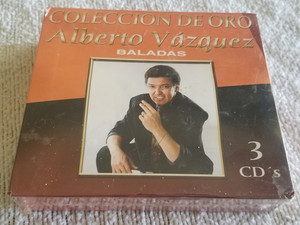 COLECCION DE ORO
Alberto Vázquez
BALADAS
3
CD´s